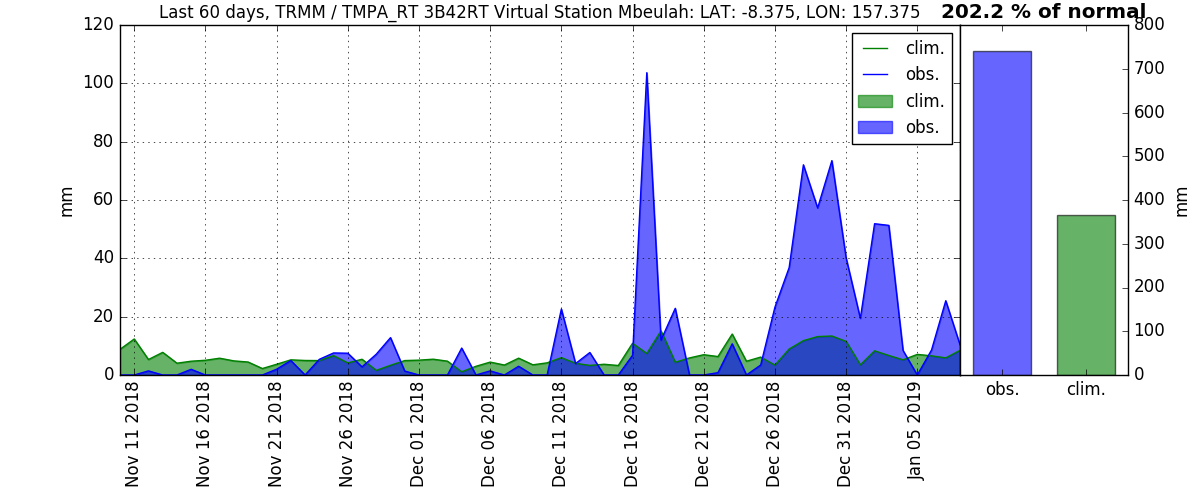 Last 60 days, TRMM / TMPA_RT 3B42RT Virtual Station Mbeulah: LAT: -8.375, LON: 157.375
202.2 % of normal
120
100
80
60
40
20
0
mm
clim.
obs.
clim.
obs.
Nov 11 2018
Nov 16 2018
Nov 21 2018
Nov 26 2018
Dec 01 2018
Dec 06 2018
Dec 11 2018
Dec 16 2018
Dec 21 2018
Dec 26 2018
Dec 31 2018
Jan 05 2019
800
700
600
500
400
300
200
100
0
mm
obs.
clim.